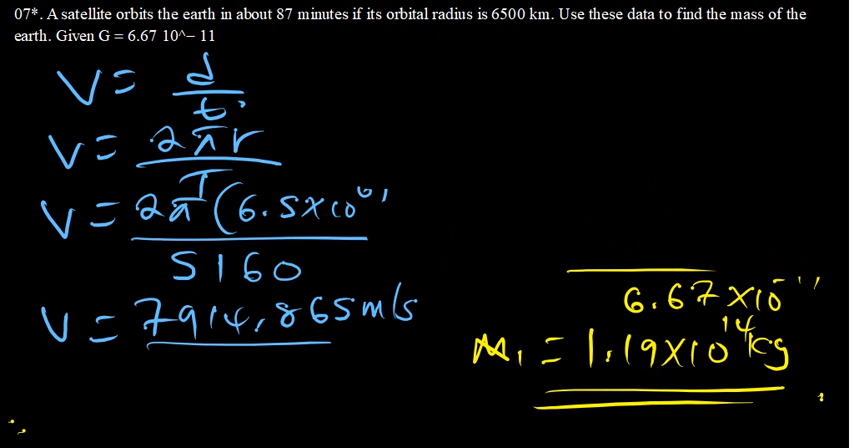 07*. A satellite orbits the earth in about 87 minutes if its orbital radius is 6500 km. Use these data to find the mass of the
earth. Given G = 6.67 10^– 11
V = d
t
V = 2πr
T
V = 2π(6.5×10⁶)
5160
V = 7914.865m/s
6.67×10⁻¹¹
M₁ = 1.19×10¹⁴kg